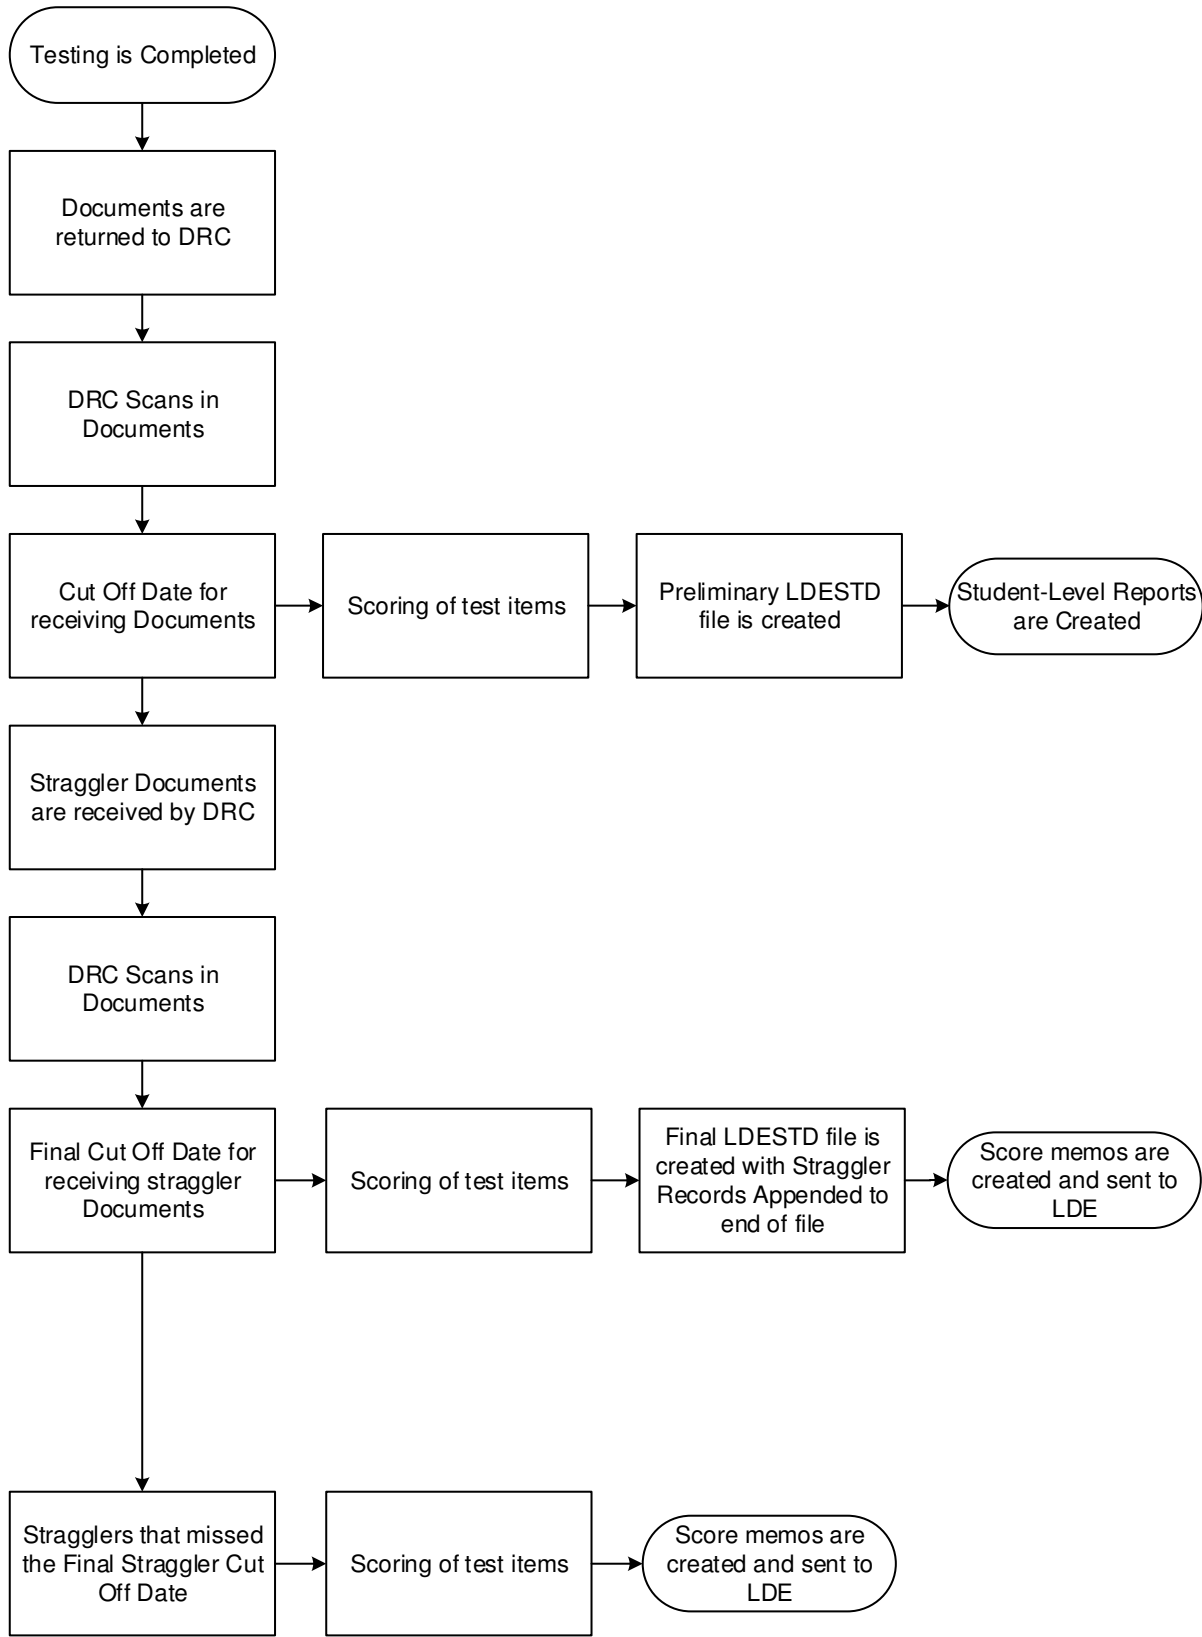 Testing is Completed
Documents are
returned to DRC
DRC Scans in
Documents
Cut Off Date for
receiving Documents
Scoring of test items
Preliminary LDESTD
file is created
Student-Level Reports
are Created
Straggler Documents
are received by DRC
DRC Scans in
Documents
Final Cut Off Date for
receiving straggler
Documents
Scoring of test items
Final LDESTD file is
created with Straggler
Records Appended to
end of file
Score memos are
created and sent to
LDE
Stragglers that missed
the Final Straggler Cut
Off Date
Scoring of test items
Score memos are
created and sent to
LDE